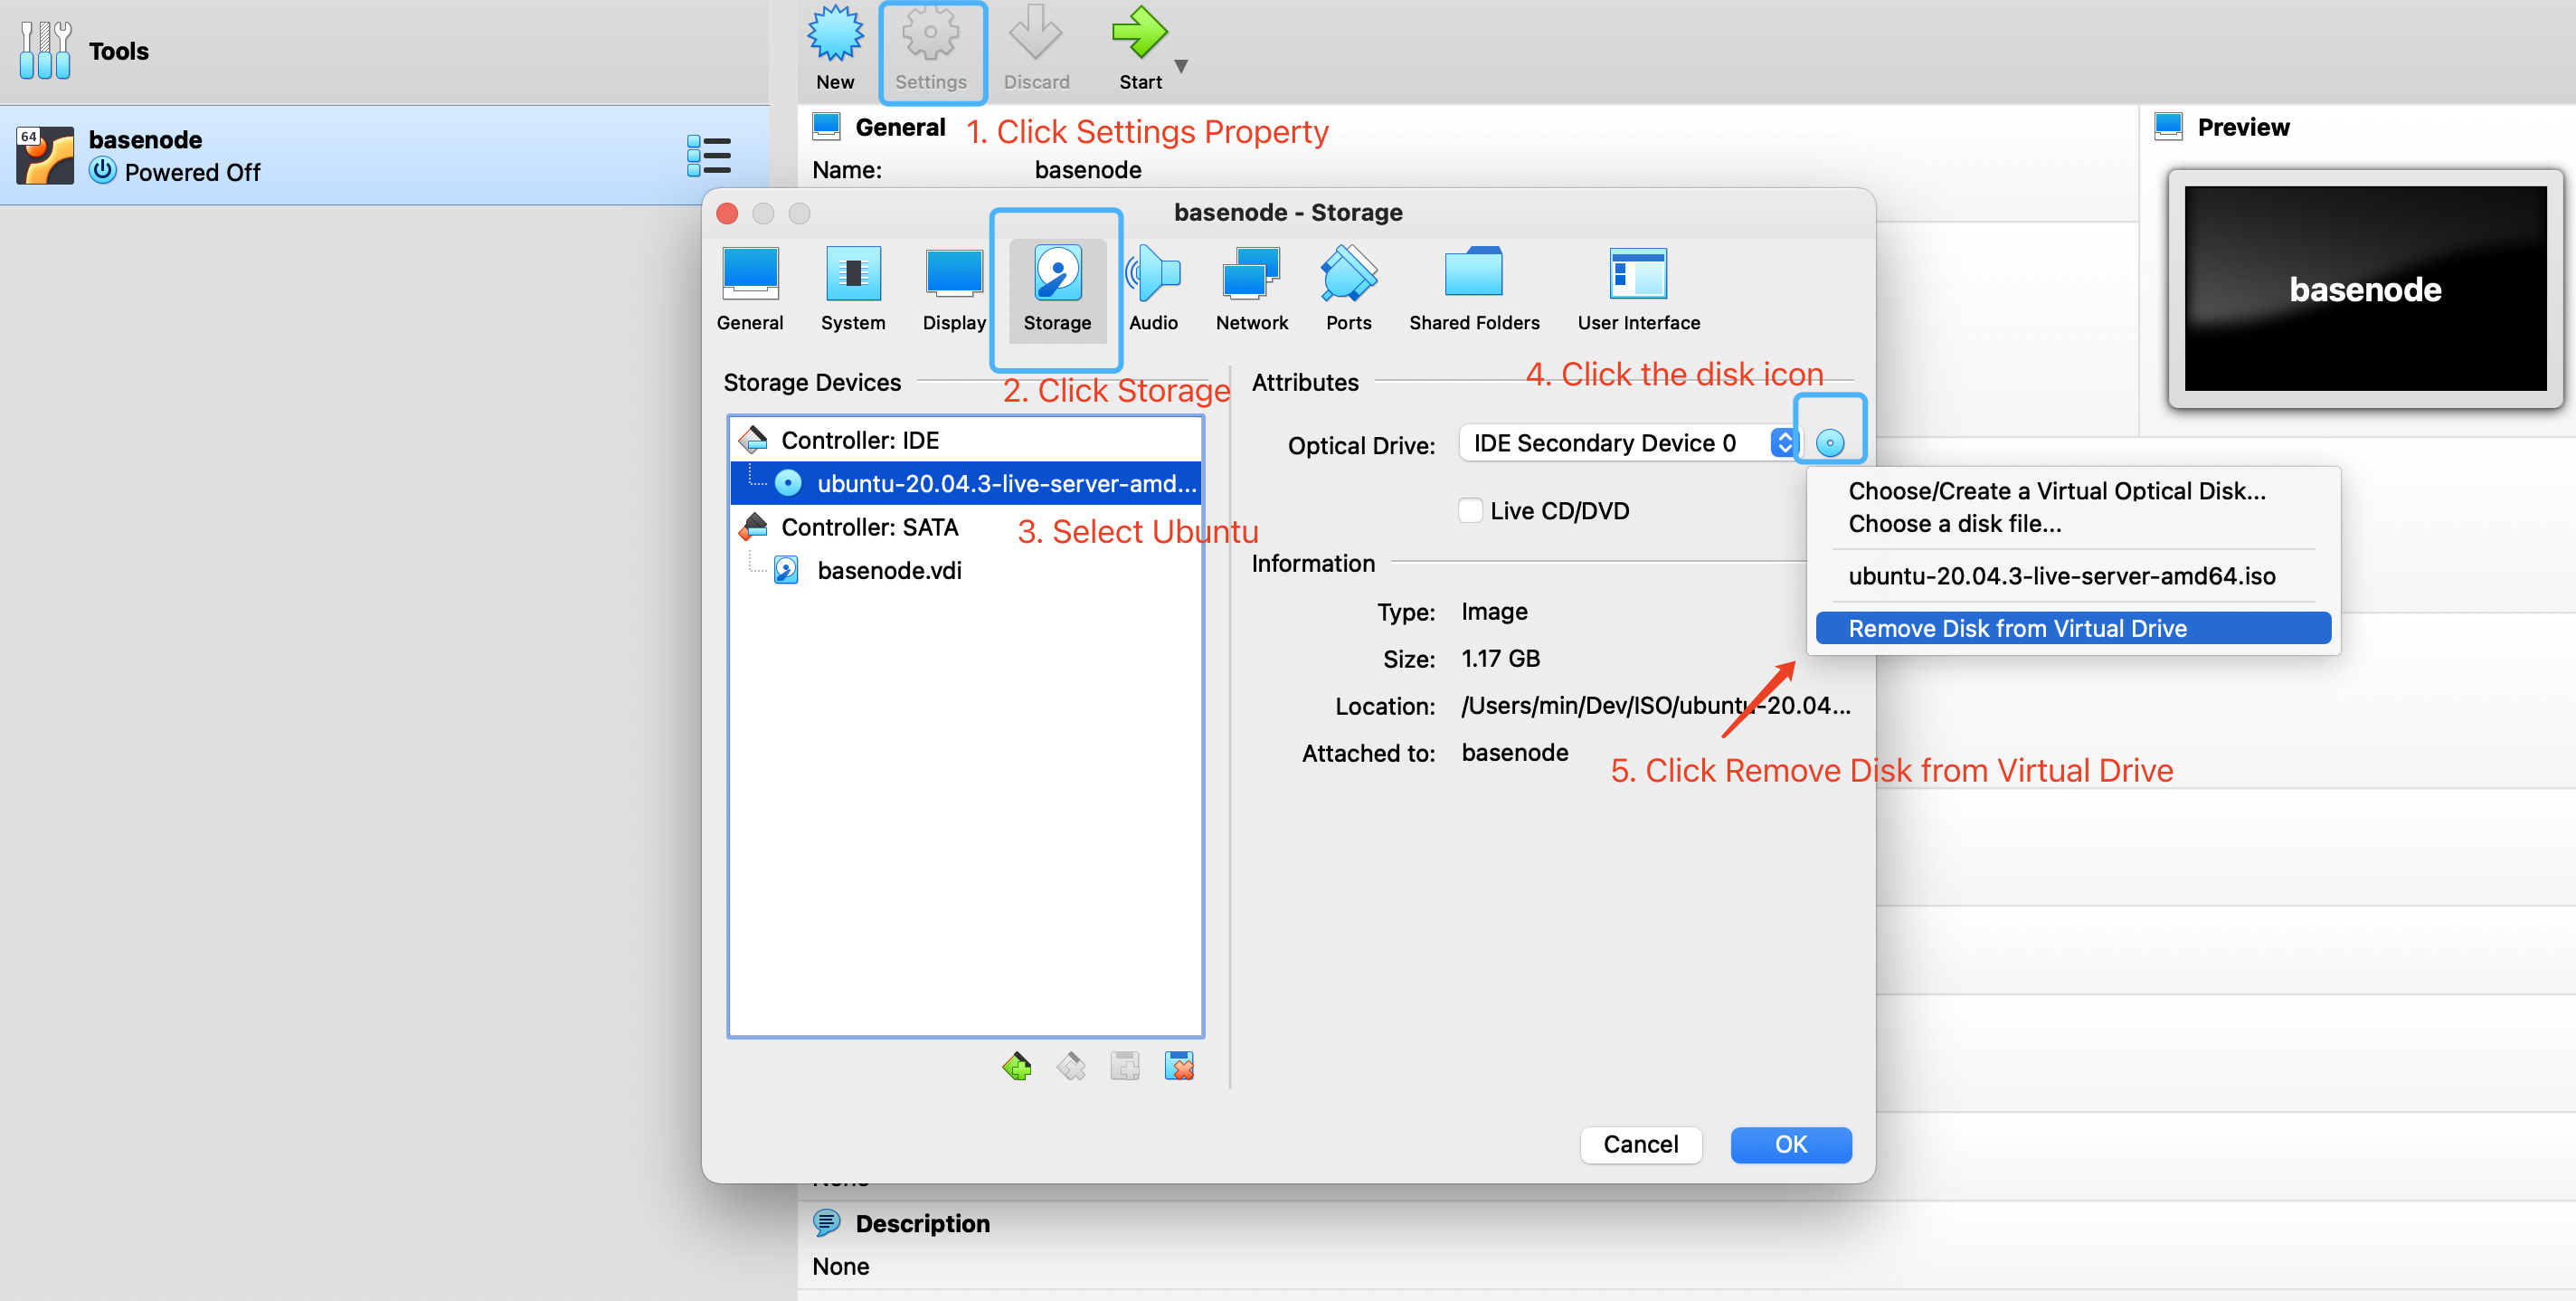 Tools
New
Settings
Discard
Start
64
basenode
Powered Off
General
1. Click Settings Property
Name:
basenode
Preview
basenode
basenode - Storage
General
System
Display
Storage
Audio
Network
Ports
Shared Folders
User Interface
Storage Devices
2. Click Storage
Attributes
4. Click the disk icon
Controller: IDE
ubuntu-20.04.3-live-server-amd...
Controller: SATA
3. Select Ubuntu
basenode.vdi
Optical Drive:
IDE Secondary Device 0
Live CD/DVD
Choose/Create a Virtual Optical Disk...
Choose a disk file...
ubuntu-20.04.3-live-server-amd64.iso
Remove Disk from Virtual Drive
Information
Type:
Image
Size:
1.17 GB
Location:
/Users/min/Dev/ISO/ubuntu-20.04...
Attached to:
basenode
5. Click Remove Disk from Virtual Drive
Cancel
OK
None
Description
None